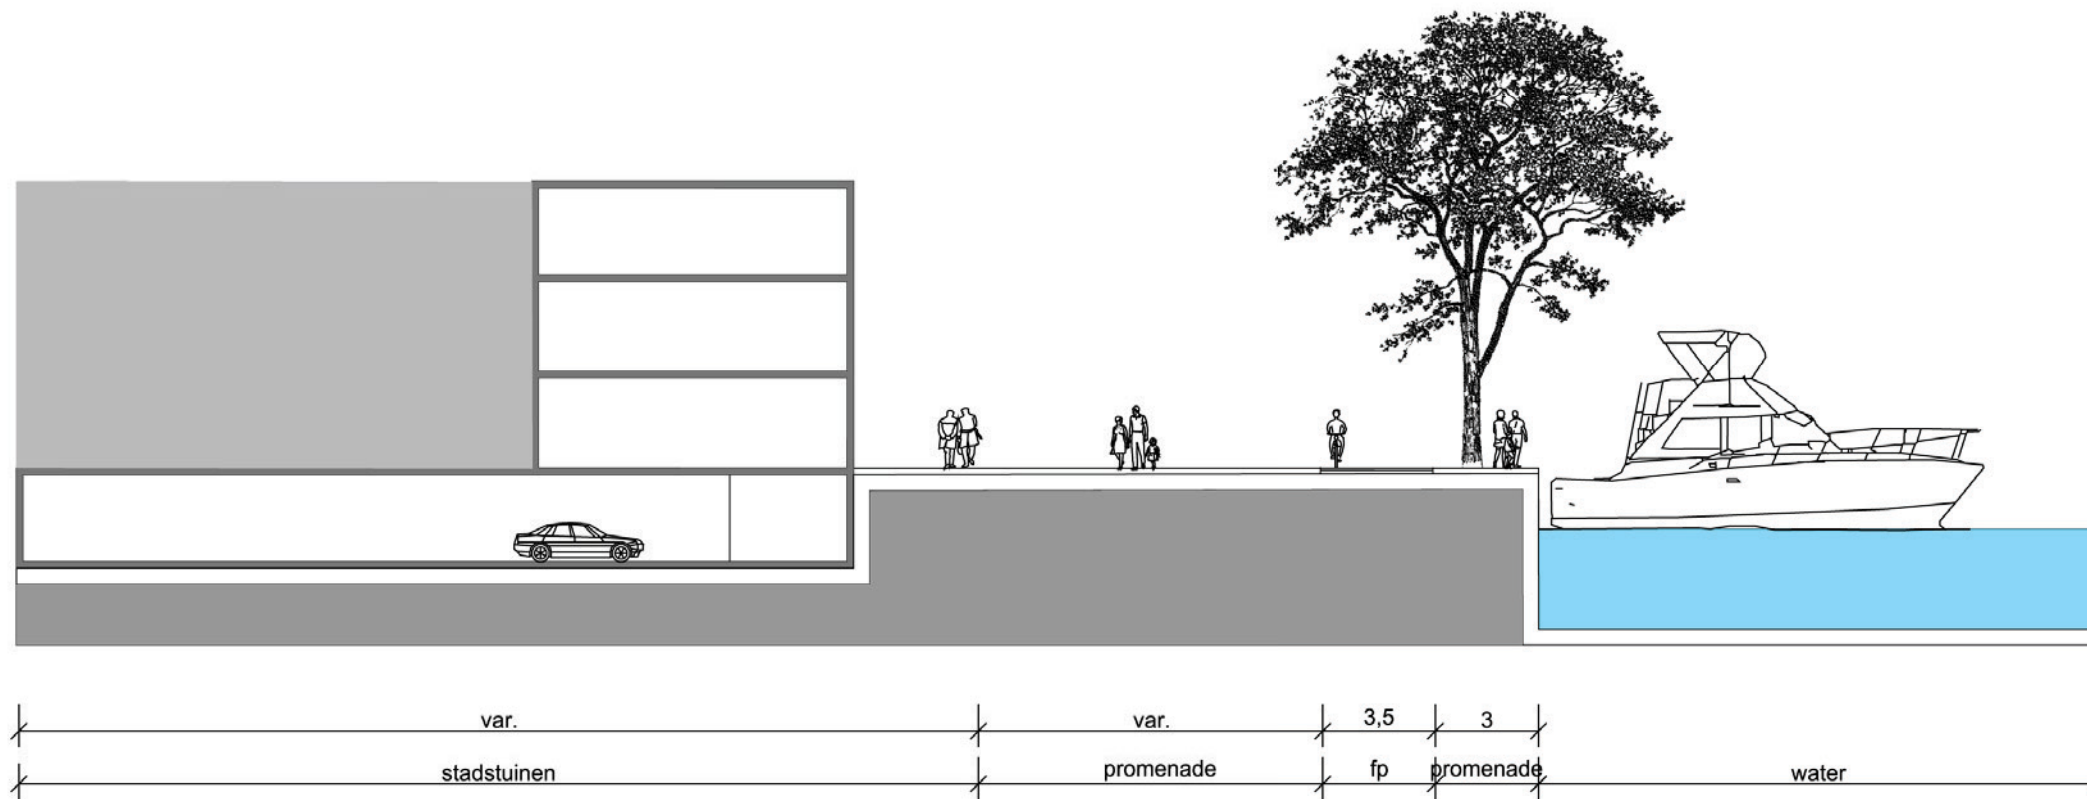 var. var. 3,5 3
stadstuinen promenade fp promenade water